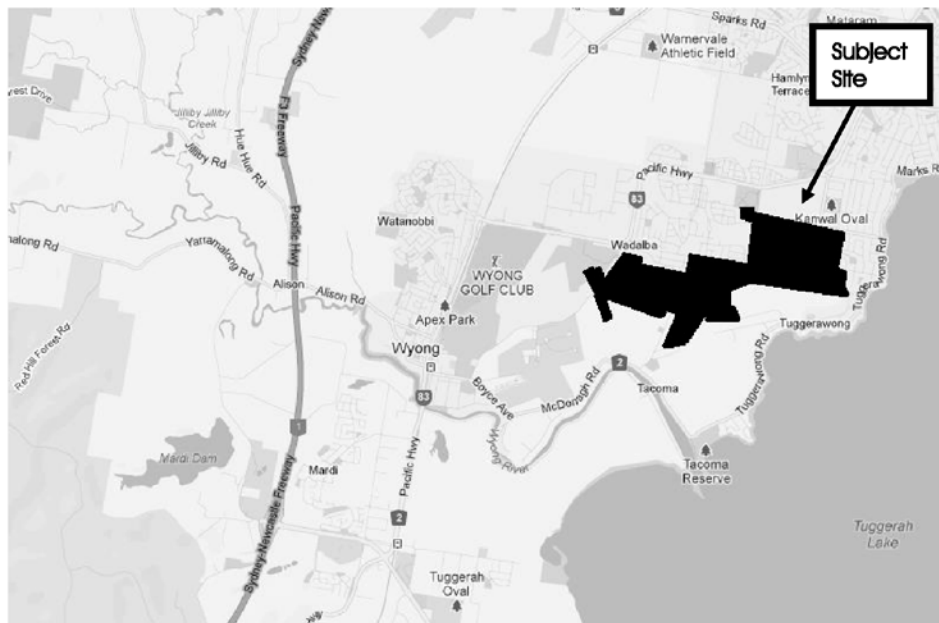 Sydney New
Sparks Rd
Mataram
Warnervale
Athletic Field
Subject
Site
Hamlyn
Terrace
Jilliby Jilliby
Creek
Hue Hue Rd
Jilliby Rd
F3 Freeway
Pacific Hwy
Marks R
83
Watanobbi
Kanwal Oval
Wadalba
malong Rd
Yarramalong Rd
Pacific Hwy
WYONG
GOLF CLUB
Alison
Alison Rd
Apex Park
Tuggerawong Rd
Tuggerawong
Red Hill Forest Rd
Wyong
2
Boyce Ave
McDonagh Rd
Tacoma
Tuggerawong Rd
83
1
Wyong River
Mardi Dam
Mardi
Pacific Hwy
Tacoma
Reserve
Sydney Newcastle Freeway
2
Tuggerah
Lake
Tuggerah
Oval